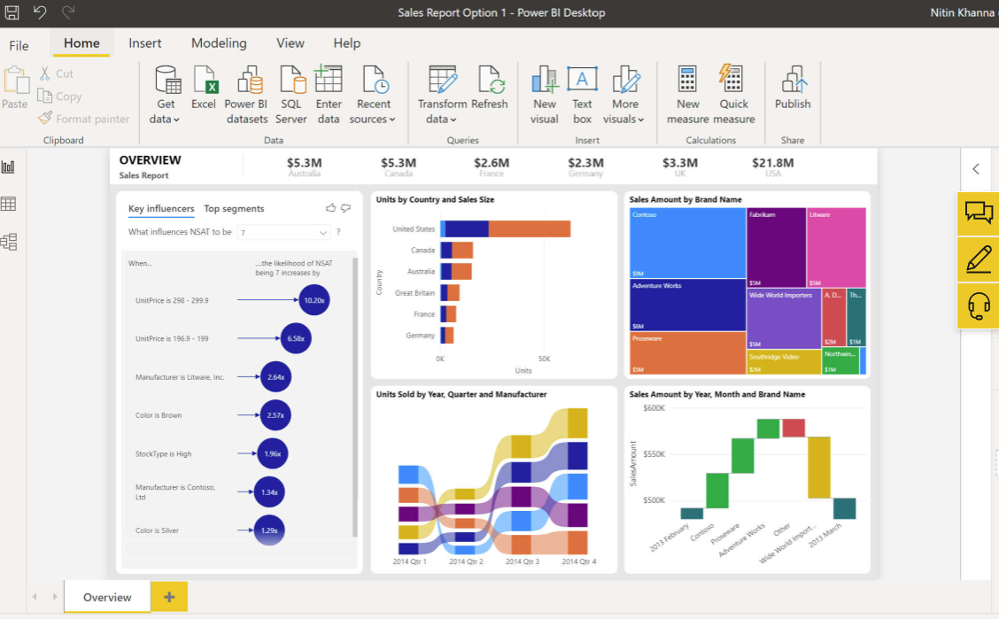 Sales Report Option 1 - Power BI Desktop
Nitin Khanna
File
Home
Insert
Modeling
View
Help
Paste
Cut
Copy
Format painter
Clipboard
Get data
Excel
Power BI datasets
SQL Server
Enter data
Recent sources
Data
Transform data
Refresh
Queries
New visual
Text box
More visuals
Insert
New measure
Quick measure
Calculations
Publish
Share
OVERVIEW
Sales Report
$5.3M
Australia
$5.3M
Canada
$2.6M
France
$2.3M
Germany
$3.3M
UK
$21.8M
USA
Key influencers
Top segments
What influences NSAT to be 7 ?
When...
....the likelihood of NSAT
being 7 increases by
UnitPrice is 298 - 299.9
10.20x
UnitPrice is 196.9 - 199
6.58x
Manufacturer is Litware, Inc.
2.64x
Color is Brown
2.57x
StockType is High
1.96x
Manufacturer is Contoso,
Ltd
1.34x
Color is Silver
1.29x
Units by Country and Sales Size
Country
United States
Canada
Australia
Great Britain
France
Germany
0K
50K
Units
Sales Amount by Brand Name
Contoso
$9M
Adventure Works
$6M
Proseware
$5M
Fabrikam
$5M
Litware
$5M
Wide World Importers
$5M
Southridge Video
$2M
A. D...
$2M
Th...
$1M
Northwin...
$1M
Units Sold by Year, Quarter and Manufacturer
2014 Qtr 1
2014 Qtr 2
2014 Qtr 3
2014 Qtr 4
Sales Amount by Year, Month and Brand Name
SalesAmount
$600K
$550K
$500K
2013 February
Contoso
Proseware
Adventure Works
Other
Wide World Import...
2013 March
Overview